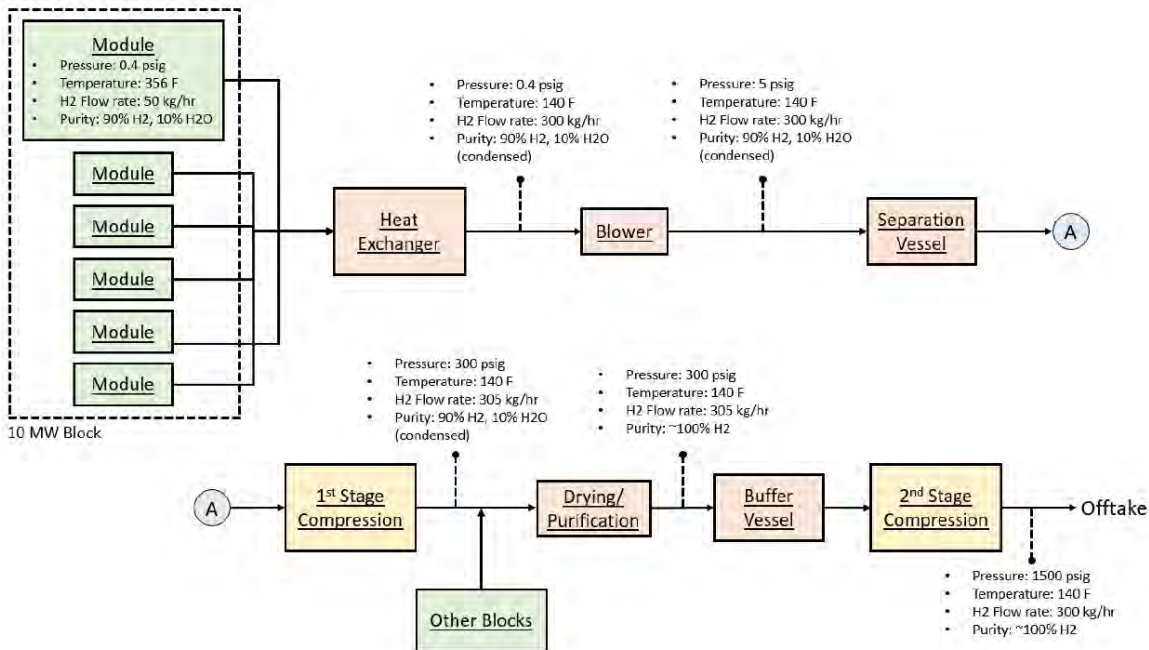 Module
• Pressure: 0.4 psig
• Temperature: 356 F
• H2 Flow rate: 50 kg/hr
• Purity: 90% H2, 10% H2O
Module
Module
Module
Module
Module
10 MW Block
Heat
Exchanger
• Pressure: 0.4 psig
• Temperature: 140 F
• H2 Flow rate: 300 kg/hr
• Purity: 90% H2, 10% H2O
(condensed)
Blower
• Pressure: 5 psig
• Temperature: 140 F
• H2 Flow rate: 300 kg/hr
• Purity: 90% H2, 10% H2O
(condensed)
Separation
Vessel
A
A
1st Stage
Compression
• Pressure: 300 psig
• Temperature: 140 F
• H2 Flow rate: 305 kg/hr
• Purity: 90% H2, 10% H2O
(condensed)
Other Blocks
Drying/
Purification
• Pressure: 300 psig
• Temperature: 140 F
• H2 Flow rate: 305 kg/hr
• Purity: ~100% H2
Buffer
Vessel
2nd Stage
Compression
Offtake
• Pressure: 1500 psig
• Temperature: 140 F
• H2 Flow rate: 300 kg/hr
• Purity: ~100% H2